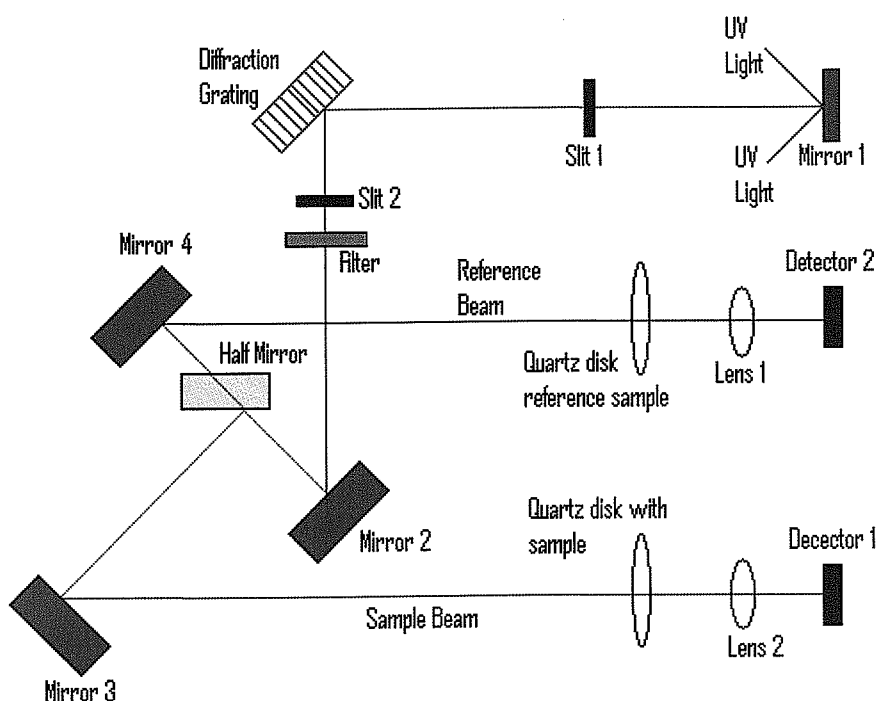 UV
Light
Diffraction
Grating
Slit 1
UV
Light
Mirror 1
Slit 2
Mirror 4
Filter
Reference
Beam
Detector 2
Half Mirror
Quartz disk
reference sample
Lens 1
Mirror 2
Quartz disk with
sample
Decector 1
Sample Beam
Lens 2
Mirror 3